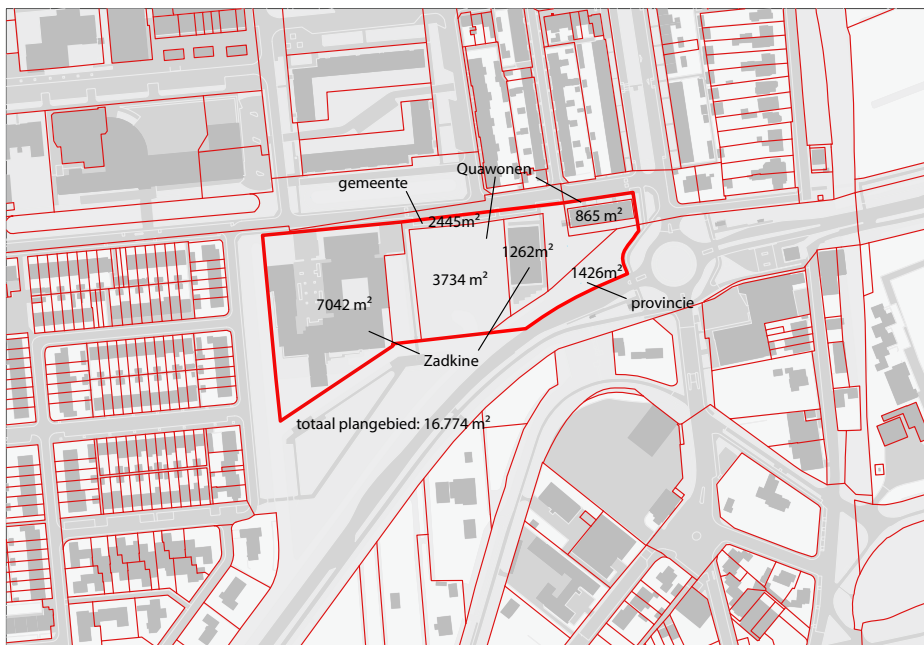 Quawonen
gemeente
865 m²
2445m²
1262m²
1426m²
3734 m²
7042 m²
provincie
Zadkine
totaal plangebied: 16.774 m²